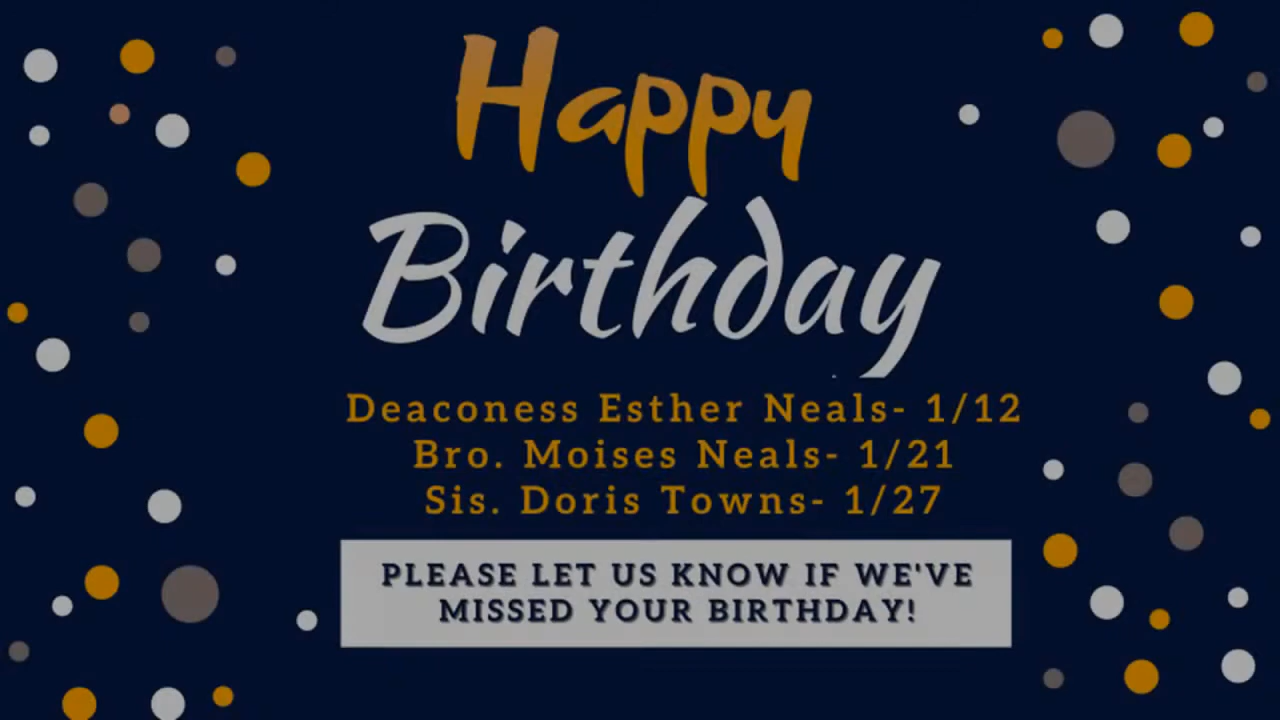 Happy
Birthday
Deaconess Esther Neals- 1/12
Bro. Moises Neals- 1/21
Sis. Doris Towns- 1/27
PLEASE LET US KNOW IF WE'VE
MISSED YOUR BIRTHDAY!